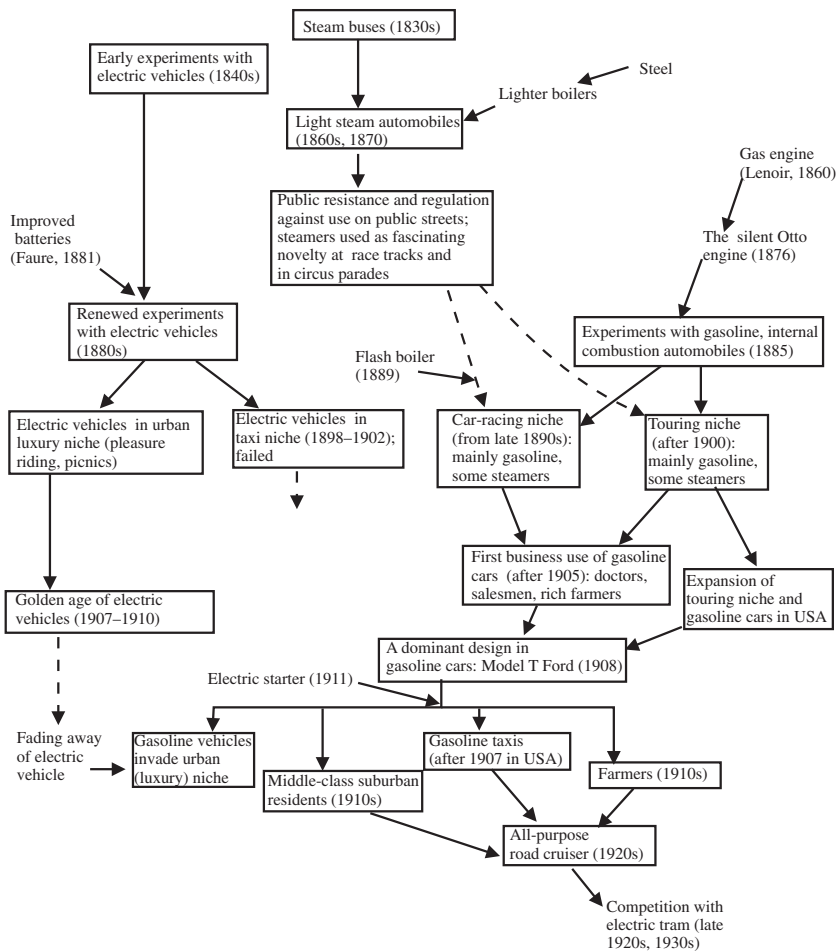 Steam buses (1830s)
Early experiments with
electric vehicles (1840s)
Steel
Lighter boilers
Light steam automobiles
(1860s, 1870)
Gas engine
(Lenoir, 1860)
Public resistance and regulation
against use on public streets;
steamers used as fascinating
novelty at race tracks and
in circus parades
Improved
batteries
(Faure, 1881)
The silent Otto
engine (1876)
Renewed experiments
with electric vehicles
(1880s)
Experiments with gasoline, internal
combustion automobiles (1885)
Flash boiler
(1889)
Electric vehicles in urban
luxury niche (pleasure
riding, picnics)
Electric vehicles in
taxi niche (1898–1902);
failed
Car-racing niche
(from late 1890s):
mainly gasoline,
some steamers
Touring niche
(after 1900):
mainly gasoline,
some steamers
First business use of gasoline
cars (after 1905): doctors,
salesmen, rich farmers
Expansion of
touring niche and
gasoline cars in USA
Golden age of electric
vehicles (1907–1910)
A dominant design in
gasoline cars: Model T Ford (1908)
Electric starter (1911)
Fading away
of electric
vehicle
Gasoline vehicles
invade urban
(luxury) niche
Middle-class suburban
residents (1910s)
Gasoline taxis
(after 1907 in USA)
Farmers (1910s)
All-purpose
road cruiser (1920s)
Competition with
electric tram (late
1920s, 1930s)